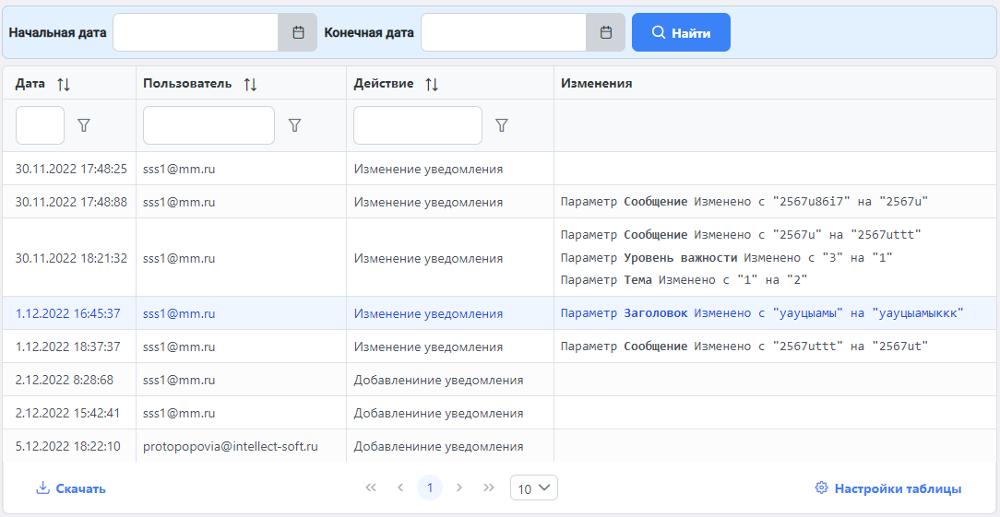 Начальная дата Конечная дата Найти
Дата Пользователь Действие Изменения
30.11.2022 17:48:25 sss1@mm.ru Изменение уведомления
30.11.2022 17:48:88 sss1@mm.ru Изменение уведомления Параметр Сообщение Изменено с "2567u86i7" на "2567u"
Параметр Сообщение Изменено с "2567u" на "2567uttt"
30.11.2022 18:21:32 sss1@mm.ru Изменение уведомления Параметр Уровень важности Изменено с "3" на "1"
Параметр Тема Изменено с "1" на "2"
1.12.2022 16:45:37 sss1@mm.ru Изменение уведомления Параметр Заголовок Изменено с "уауцыамы" на "уауцыамыккк"
1.12.2022 18:37:37 sss1@mm.ru Изменение уведомления Параметр Сообщение Изменено с "2567uttt" на "2567ut"
2.12.2022 8:28:68 sss1@mm.ru Добавлениние уведомления
2.12.2022 15:42:41 sss1@mm.ru Добавлениние уведомления
5.12.2022 18:22:10 protopopovia@intellect-soft.ru Добавлениние уведомления
Скачать 1 10 Настройки таблицы